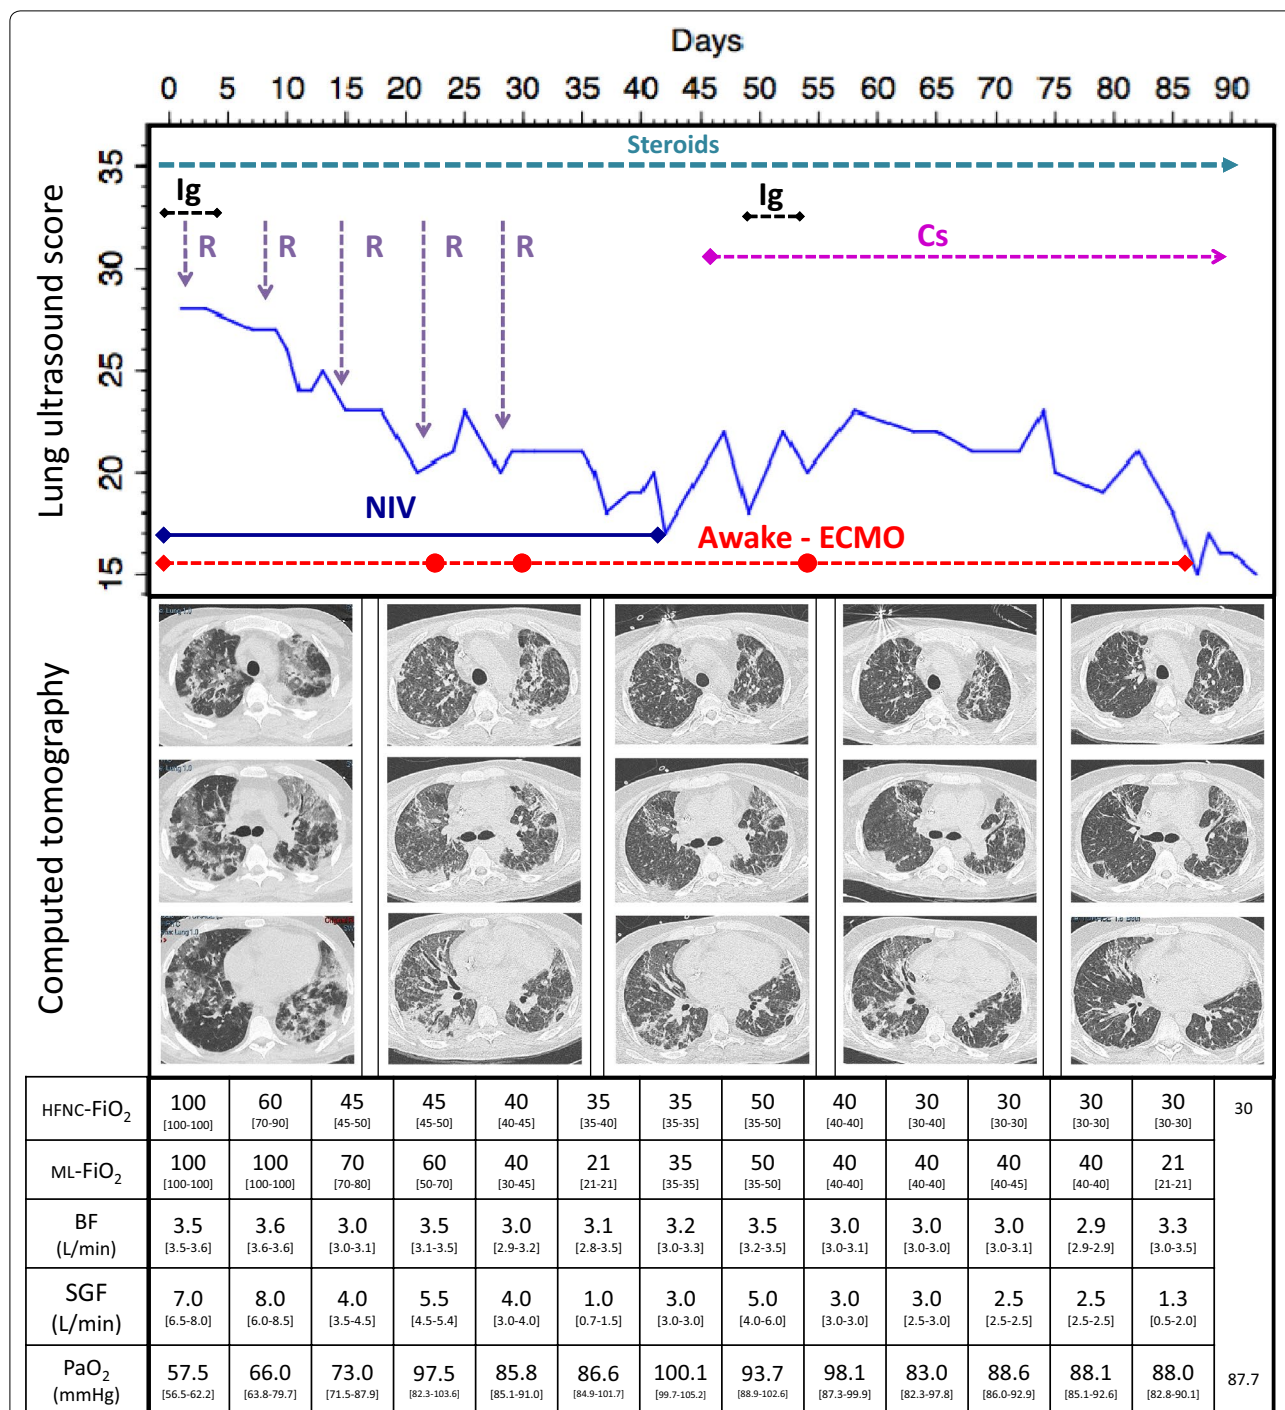 Days
0 5 10 15 20 25 30 35 40 45 50 55 60 65 70 75 80 85 90
Lung ultrasound score
35
30
25
20
15
Steroids
Ig
Ig
R R R R R
Cs
NIV
Awake - ECMO
Computed tomography
Lung 1.0
Lung 1.0
Lung 1.0
HFNC-FiO2 100 60 45 45 40 35 35 50 40 30 30 30 30 30
[100-100] [70-90] [45-50] [45-50] [40-45] [35-40] [35-35] [35-50] [40-40] [30-40] [30-30] [30-30] [30-30]
ML-FiO2 100 100 70 60 40 21 35 50 40 40 40 40 21
[100-100] [100-100] [70-80] [50-70] [30-45] [21-21] [35-35] [35-50] [40-40] [40-40] [40-45] [40-40] [21-21]
BF 3.5 3.6 3.0 3.5 3.0 3.1 3.2 3.5 3.0 3.0 3.0 2.9 3.3
(L/min) [3.5-3.6] [3.6-3.6] [3.0-3.1] [3.1-3.5] [2.9-3.2] [2.8-3.5] [3.0-3.3] [3.2-3.5] [3.0-3.1] [3.0-3.0] [3.0-3.1] [2.9-2.9] [3.0-3.5]
SGF 7.0 8.0 4.0 5.5 4.0 1.0 3.0 5.0 3.0 3.0 2.5 2.5 1.3
(L/min) [6.5-8.0] [6.0-8.5] [3.5-4.5] [4.5-5.4] [3.0-4.0] [0.7-1.5] [3.0-3.0] [4.0-6.0] [3.0-3.0] [2.5-3.0] [2.5-2.5] [2.5-2.5] [0.5-2.0]
PaO2 57.5 66.0 73.0 97.5 85.8 86.6 100.1 93.7 98.1 83.0 88.6 88.1 88.0 87.7
(mmHg) [56.5-62.2] [63.8-79.7] [71.5-87.9] [82.3-103.6] [85.1-91.0] [84.9-101.7] [99.7-105.2] [88.9-102.6] [87.3-99.9] [82.3-97.8] [86.0-92.9] [85.1-92.6] [82.8-90.1]